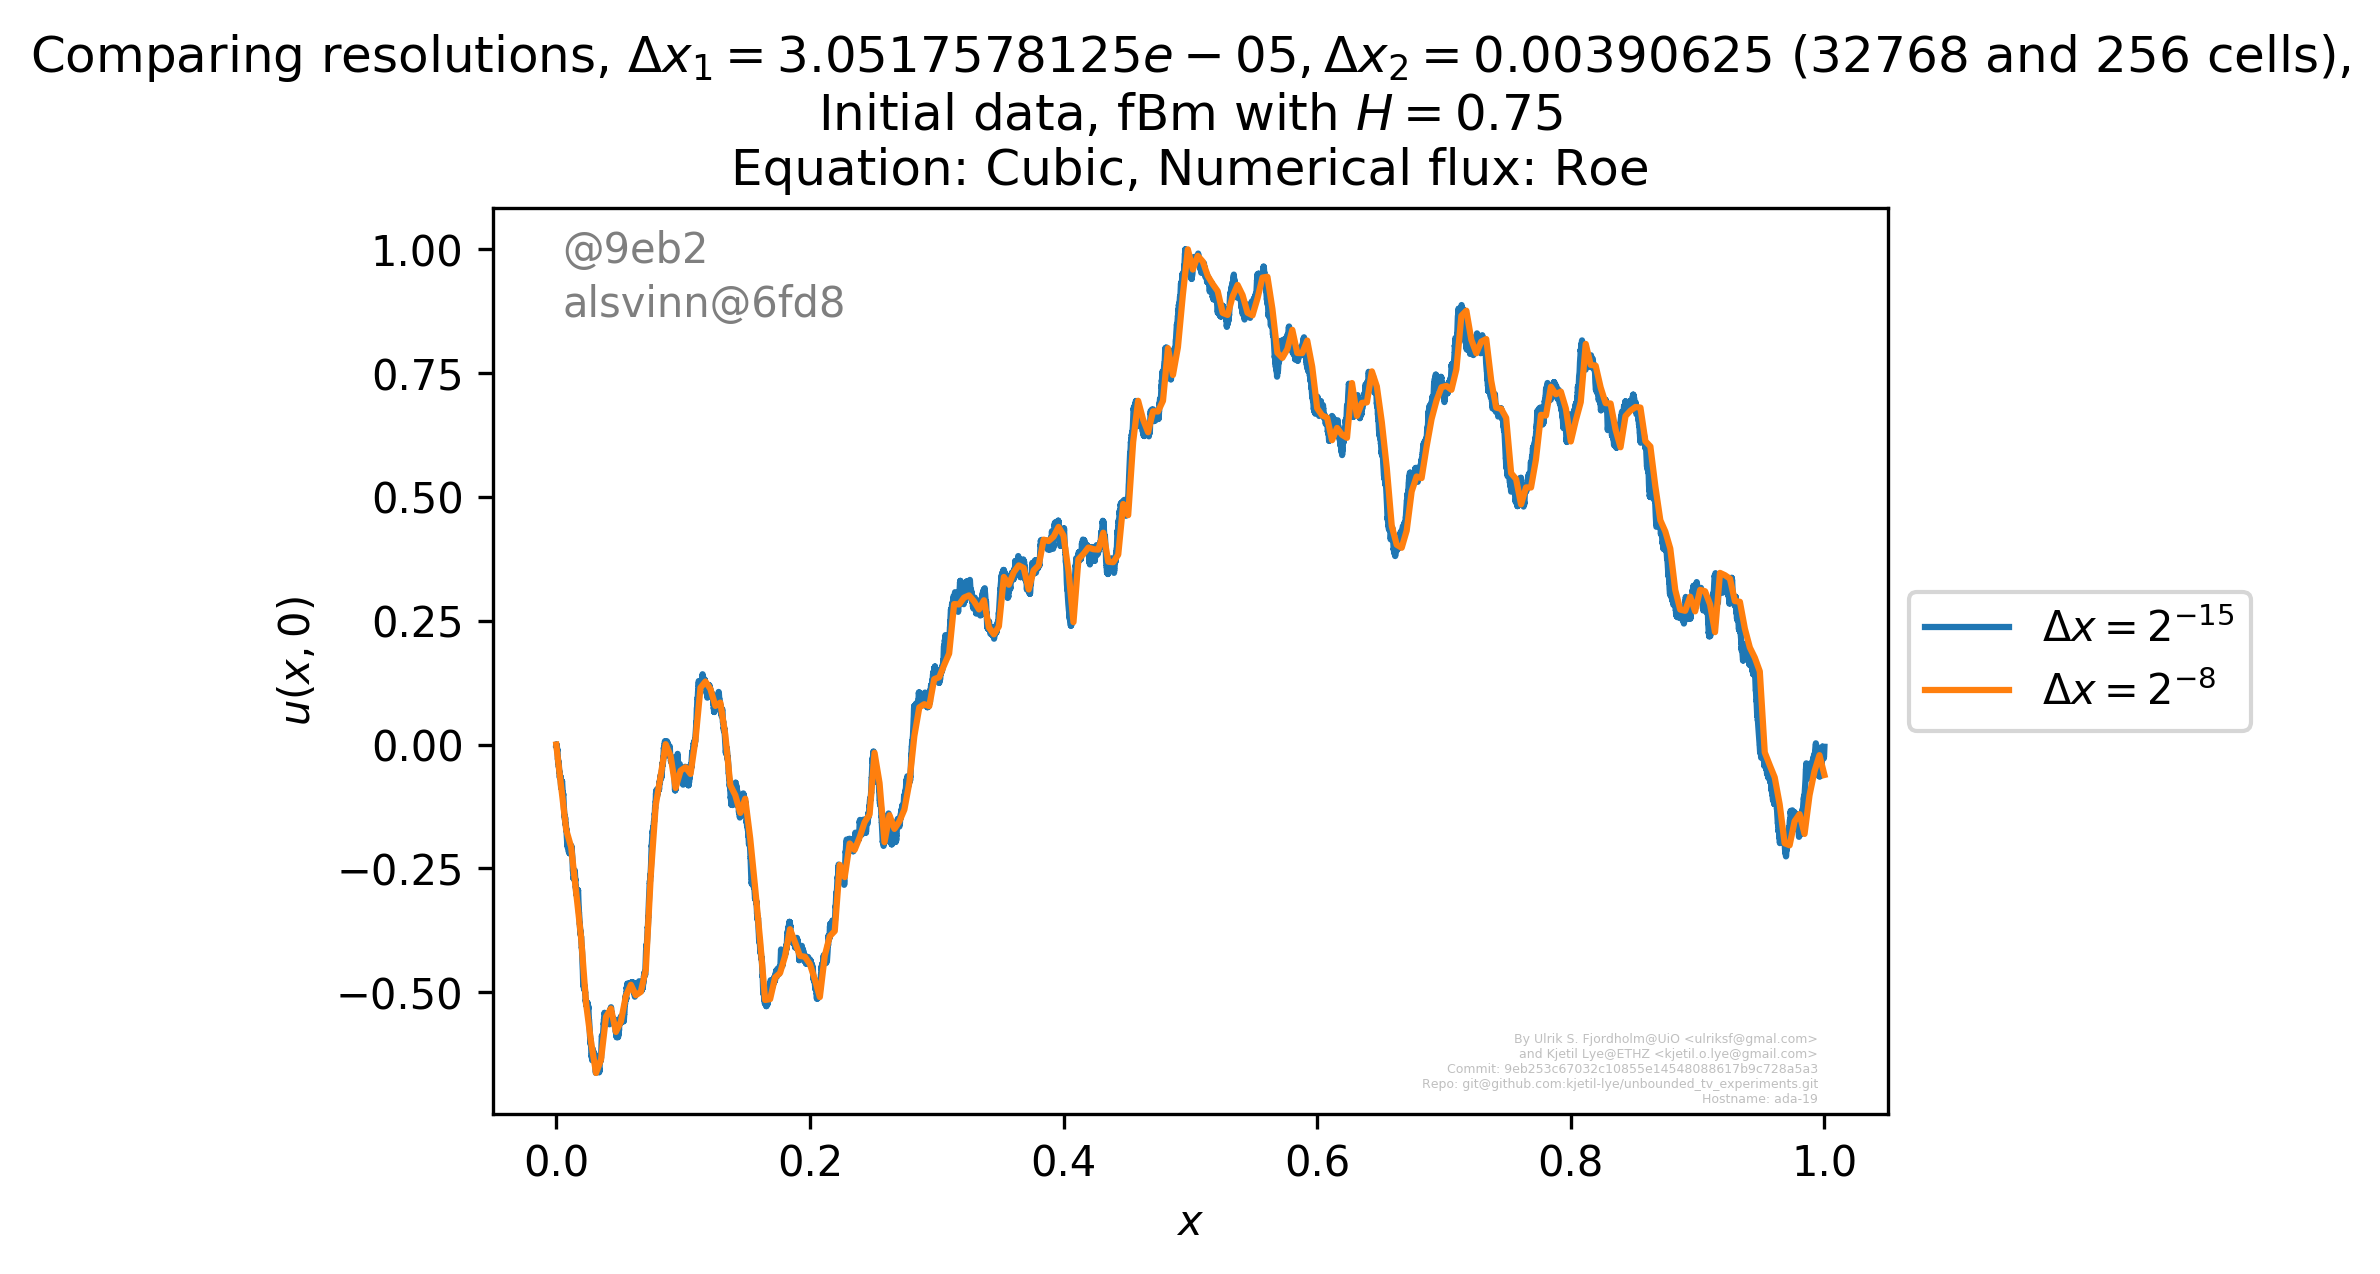 Comparing resolutions, Δx₁ = 3.0517578125e − 05, Δx₂ = 0.00390625 (32768 and 256 cells),
Initial data, fBm with H = 0.75
Equation: Cubic, Numerical flux: Roe
@9eb2
alsvinn@6fd8
1.00
0.75
0.50
0.25
0.00
−0.25
−0.50
u(x, 0)
Δx = 2⁻¹⁵
Δx = 2⁻⁸
By Ulrik S. Fjordholm@UiO <ulriksf@gmal.com>
and Kjetil Lye@ETHZ <kjetil.o.lye@gmail.com>
Commit: 9eb253c67032c10855e14548088617b9c728a5a3
Repo: git@github.com:kjetil-lye/unbounded_tv_experiments.git
Hostname: ada-19
0.0 0.2 0.4 0.6 0.8 1.0
x